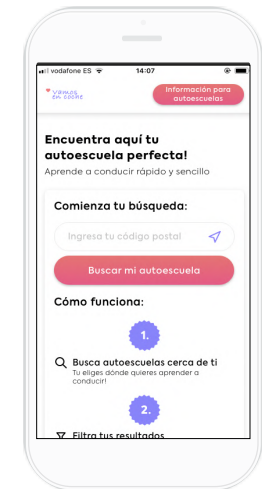 vodafone ES 14:07
vamos
en coche
Información para
autoescuelas
Encuentra aquí tu
autoescuela perfecta!
Aprende a conducir rápido y sencillo
Comienza tu búsqueda:
Ingresa tu código postal
Buscar mi autoescuela
Cómo funciona:
1.
Busca autoescuelas cerca de ti
Tu eliges dónde quieres aprender a
conducir!
2.
Filtra tus resultados